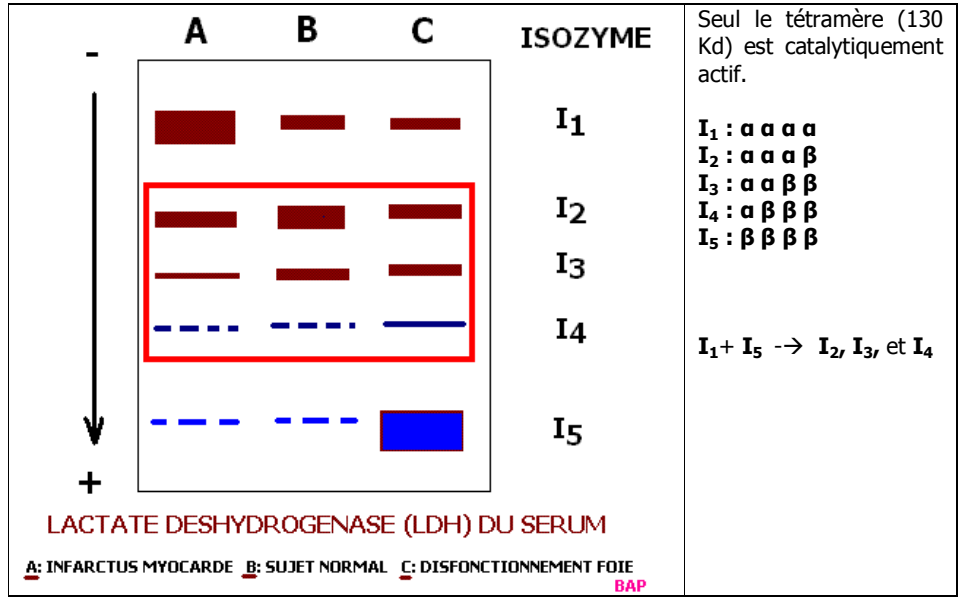 A B C ISOZYME
-
I1
I2
I3
I4
I5
+
LACTATE DESHYDROGENASE (LDH) DU SERUM
A: INFARCTUS MYOCARDE B: SUJET NORMAL C: DISFONCTIONNEMENT FOIE
BAP
Seul le tétramère (130
Kd) est catalytiquement
actif.
I1 : α α α α
I2 : α α α β
I3 : α α β β
I4 : α β β β
I5 : β β β β
I1+ I5 -→ I2, I3, et I4